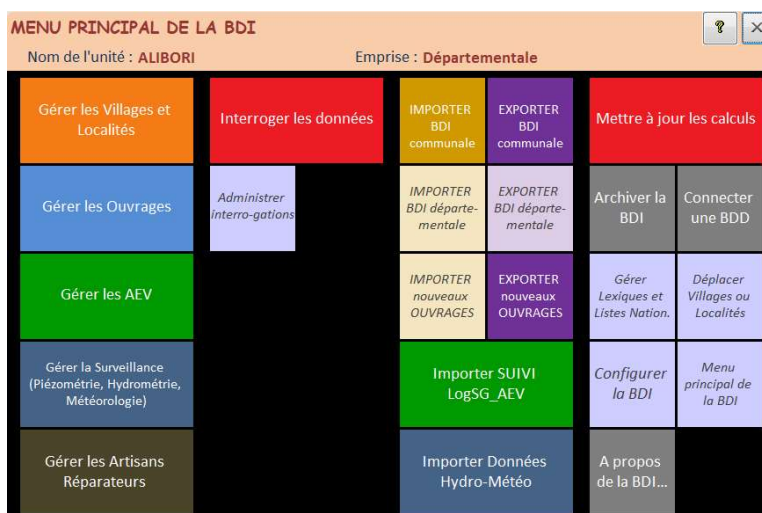 MENU PRINCIPAL DE LA BDI
?
Nom de l'unité : ALIBORI
Emprise : Départementale
Gérer les Villages et
Localités
Interroger les données
IMPORTER
BDI
communale
EXPORTER
BDI
communale
Mettre à jour les calculs
Gérer les Ouvrages
Administrer
interro-gations
IMPORTER
BDI départe-
mentale
EXPORTER
BDI départe-
mentale
Archiver la
BDI
Connecter
une BDD
Gérer les AEV
IMPORTER
nouveaux
OUVRAGES
EXPORTER
nouveaux
OUVRAGES
Gérer
Lexiques et
Listes Nation.
Déplacer
Villages ou
Localités
Gérer la Surveillance
(Piézométrie, Hydrométrie,
Météorologie)
Importer SUIVI
LogSG_AEV
Configurer
la BDI
Menu
principal de
la BDI
Gérer les Artisans
Réparateurs
Importer Données
Hydro-Météo
A propos
de la BDI...